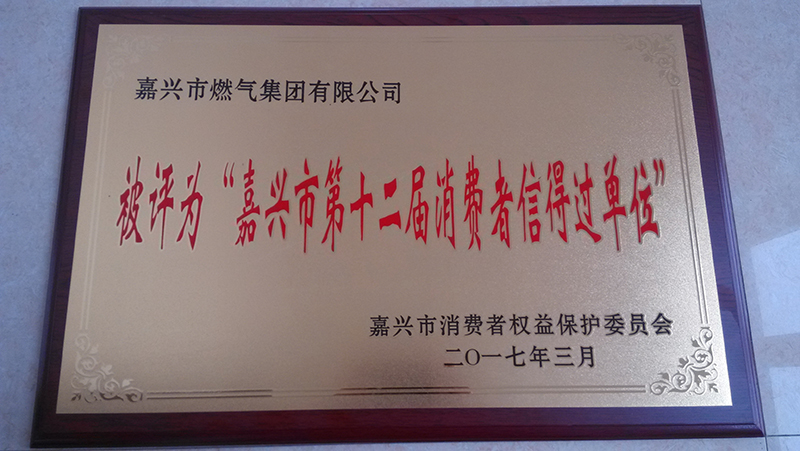 嘉兴市燃气集团有限公司
被评为“嘉兴市第十二届消费者信得过单位”
嘉兴市消费者权益保护委员会
二〇一七年三月